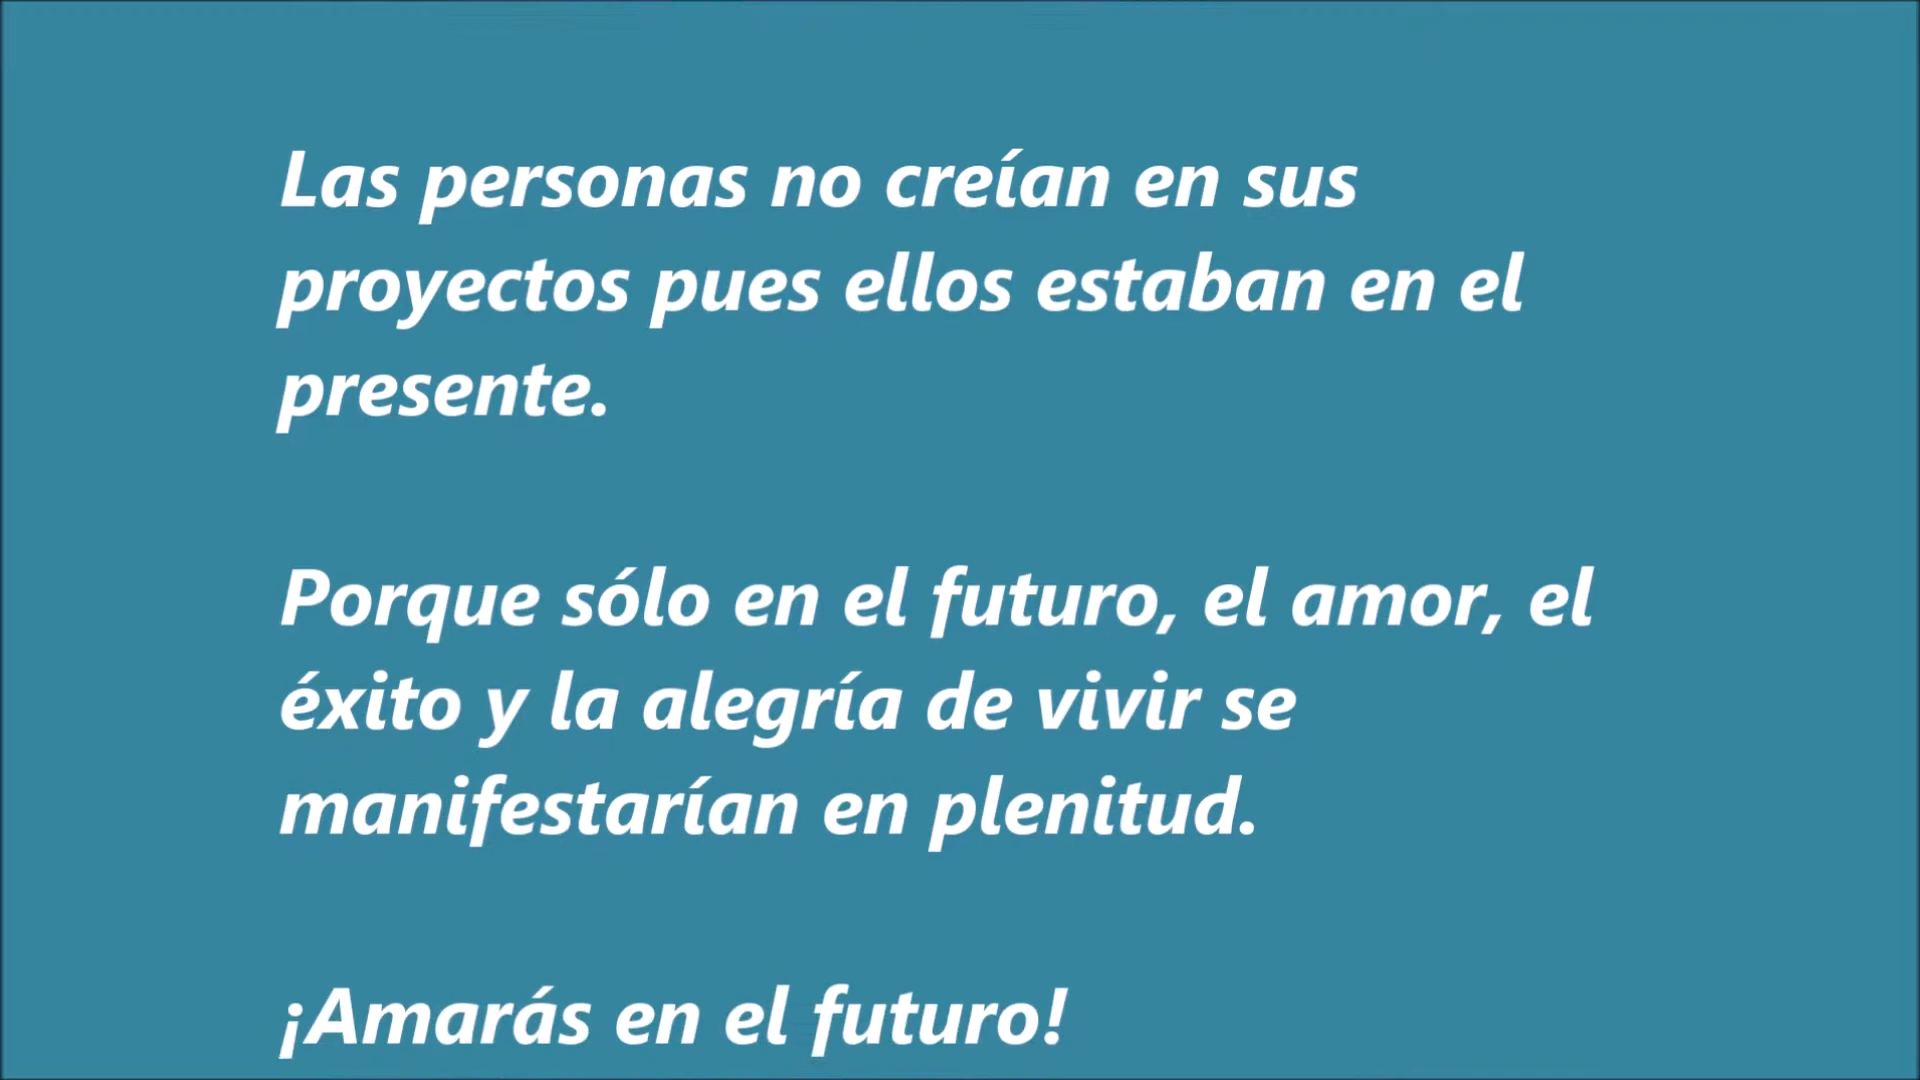 Las personas no creían en sus
proyectos pues ellos estaban en el
presente.
Porque sólo en el futuro, el amor, el
éxito y la alegría de vivir se
manifestarían en plenitud.
¡Amarás en el futuro!